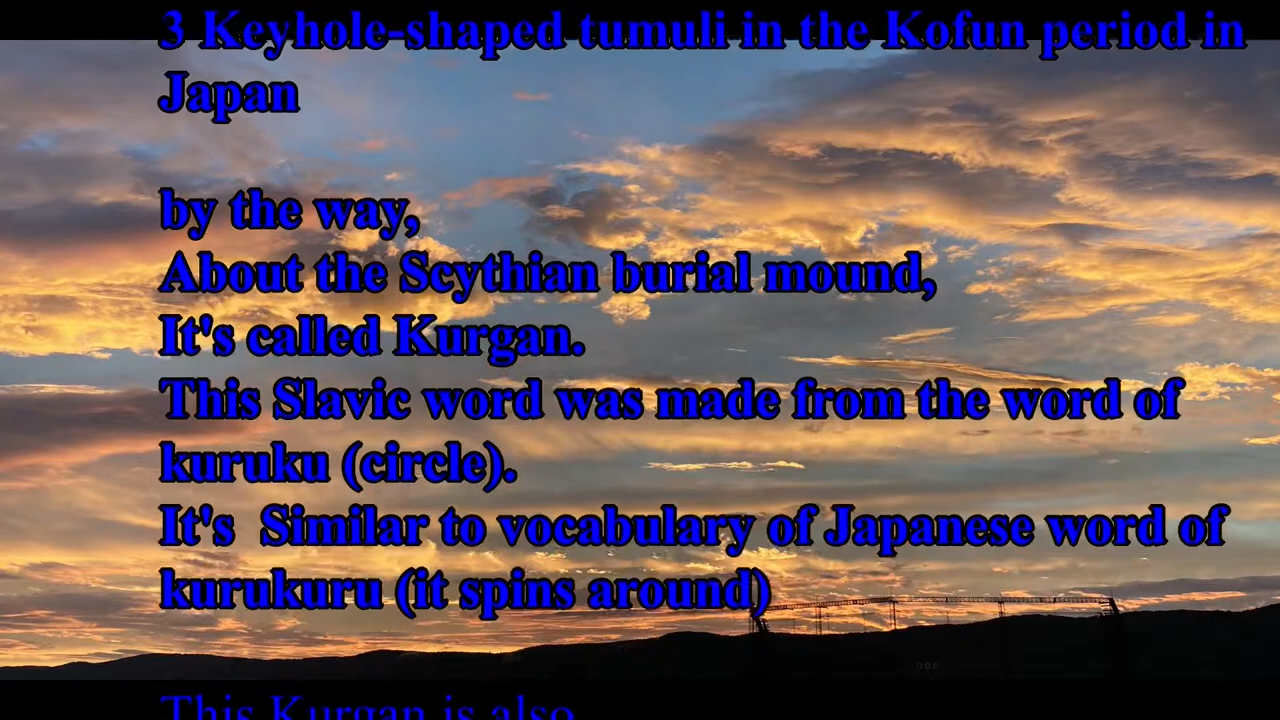 3 Keyhole-shaped tumuli in the Kofun period in
Japan
by the way,
About the Scythian burial mound,
It's called Kurgan.
This Slavic word was made from the word of
kuruku (circle).
It's  Similar to vocabulary of Japanese word of
kurukuru (it spins around)
This Kurgan is also